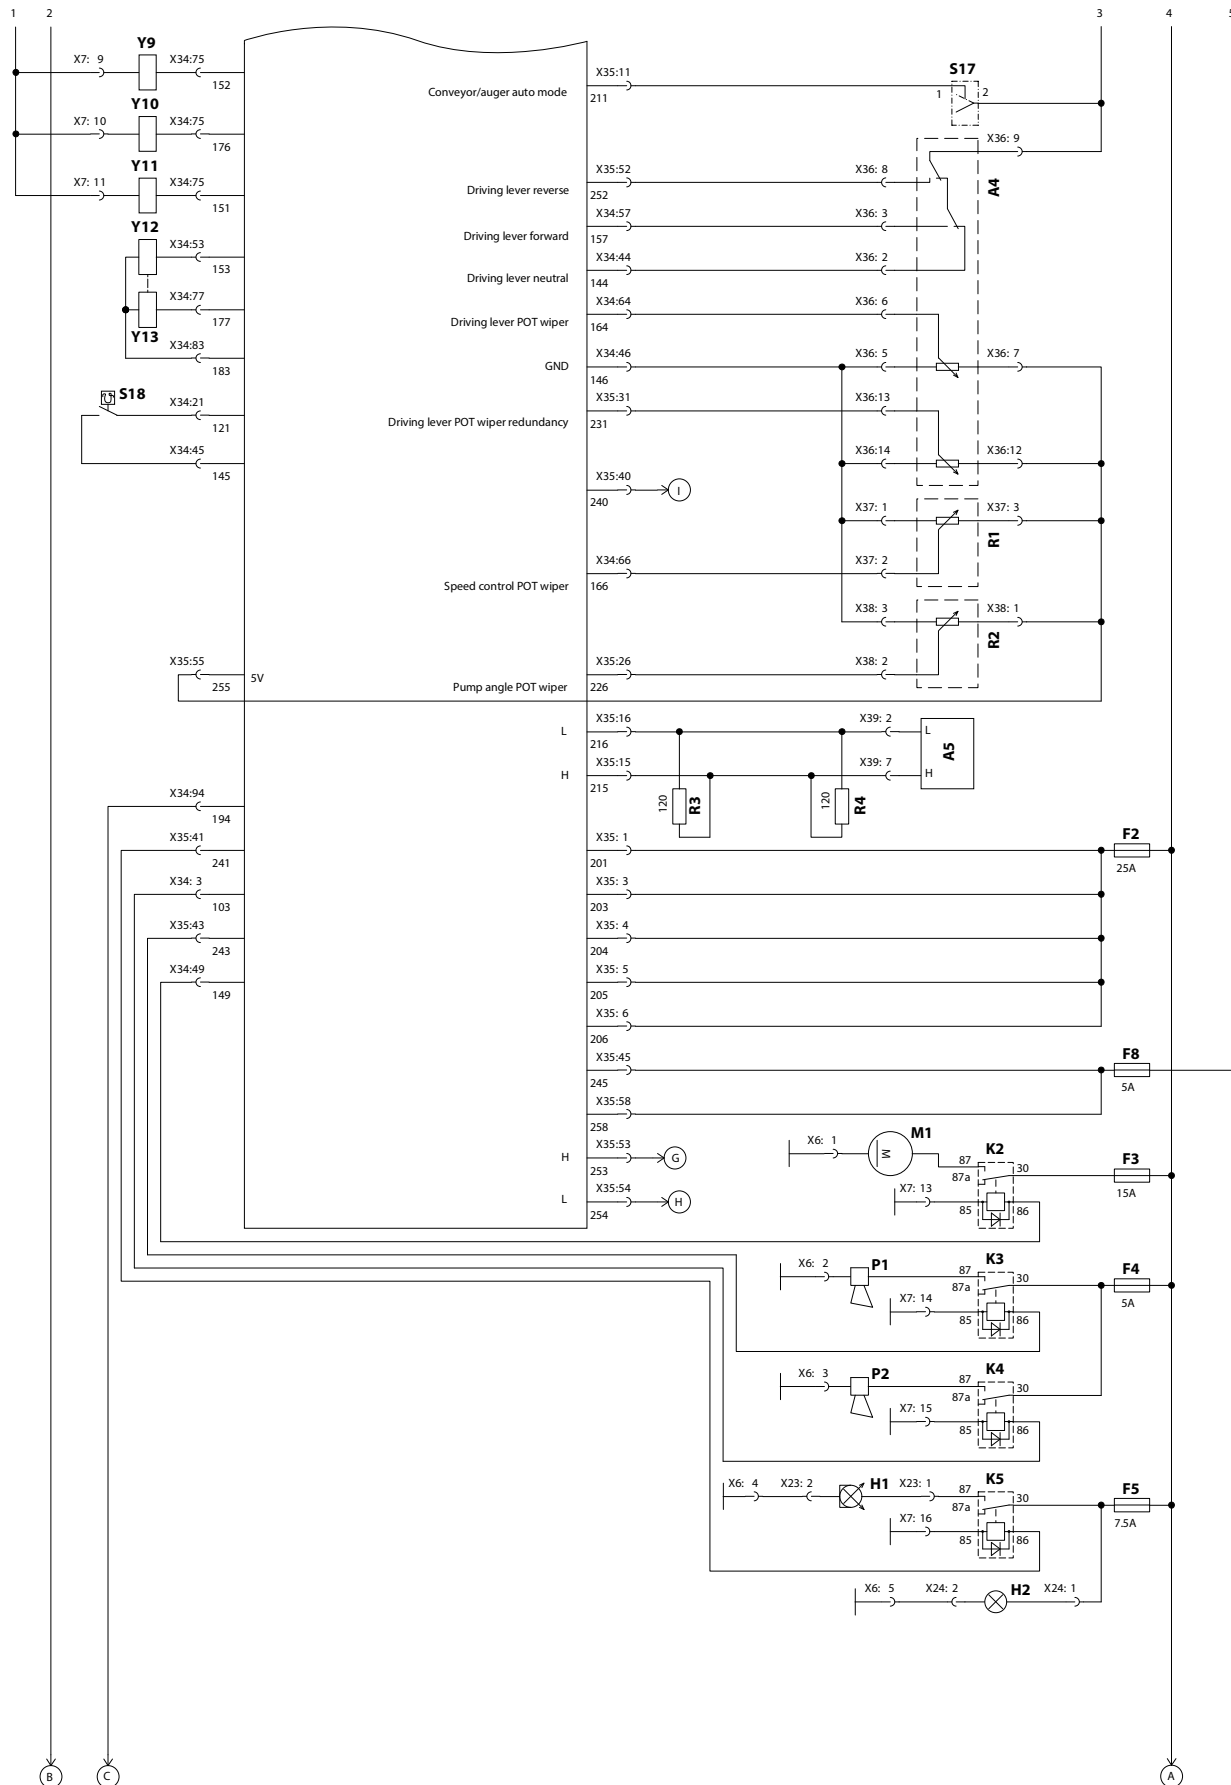 1
2
3
4
5
Y9
X7: 9
X34:75
152
Y10
X7: 10
X34:75
176
Y11
X7: 11
X34:75
151
Y12
X34:53
153
X34:77
177
Y13
X34:83
183
S18
X34:21
121
X34:45
145
X35:55
255
5V
Conveyor/auger auto mode
X35:11
211
S17
1
2
X36: 9
A4
Driving lever reverse
X35:52
252
X36: 8
Driving lever forward
X34:57
157
X36: 3
Driving lever neutral
X34:44
144
X36: 2
Driving lever POT wiper
X34:64
164
X36: 6
GND
X34:46
146
X36: 5
X36: 7
Driving lever POT wiper redundancy
X35:31
231
X36:13
X36:14
X36:12
X35:40
240
I
X37: 1
X37: 3
R1
Speed control POT wiper
X34:66
166
X37: 2
X38: 3
X38: 1
R2
Pump angle POT wiper
X35:26
226
X38: 2
L
X35:16
216
X39: 2
L
A5
H
X35:15
215
X39: 7
H
120
R3
120
R4
X34:94
194
X35:41
241
X34: 3
103
X35:43
243
X34:49
149
X35: 1
201
F2
25A
X35: 3
203
X35: 4
204
X35: 5
205
X35: 6
206
X35:45
245
F8
5A
X35:58
258
H
X35:53
253
G
L
X35:54
254
H
X6: 1
M1
M
K2
87
87a
30
F3
15A
X7: 13
85
86
X6: 2
P1
K3
87
87a
30
F4
5A
X7: 14
85
86
X6: 3
P2
K4
87
87a
30
X7: 15
85
86
X6: 4
X23: 2
H1
X23: 1
K5
87
87a
30
F5
7.5A
X7: 16
85
86
X6: 5
X24: 2
H2
X24: 1
B
C
A